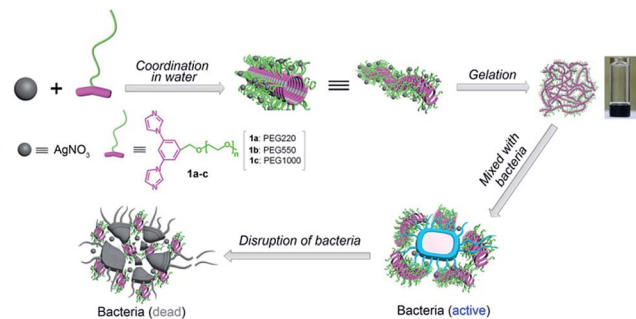 Coordination
in water
≡
Gelation
+
≡ AgNO₃
≡
N
N
N
N
O
O
n
1a-c
1a: PEG220
1b: PEG550
1c: PEG1000
Mixed with
bacteria
Disruption of bacteria
Bacteria (dead)
Bacteria (active)